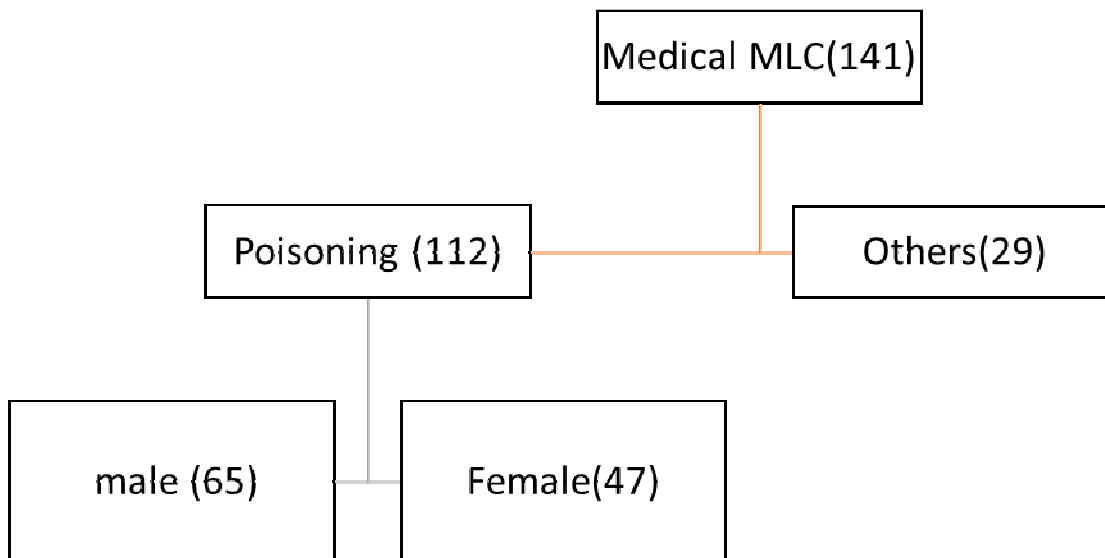 Medical MLC(141)
Poisoning (112)
Others(29)
male (65)
Female(47)